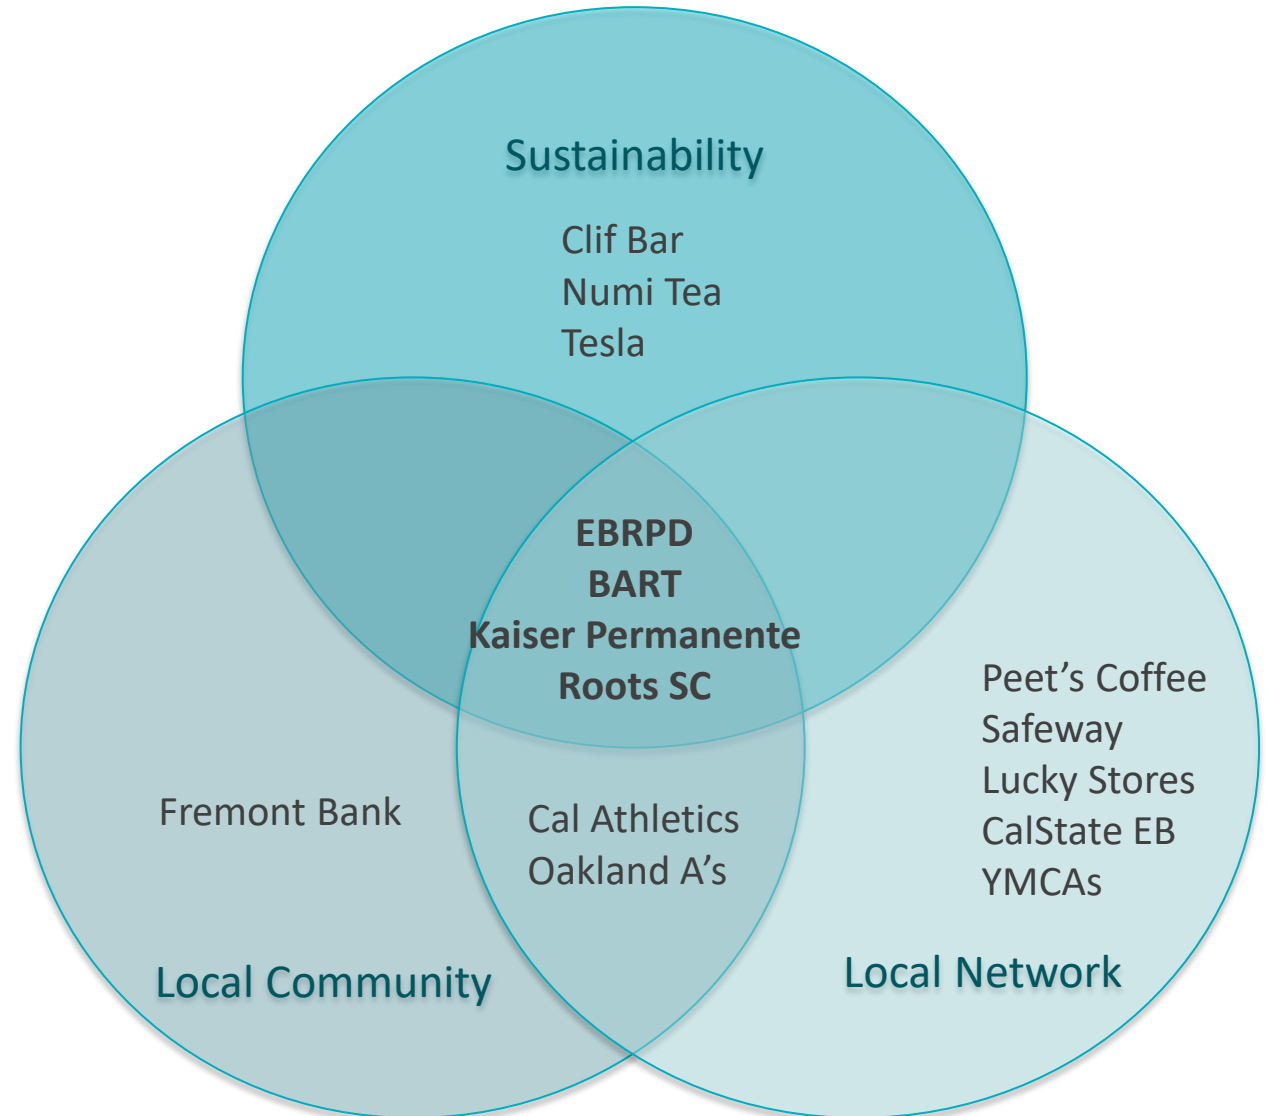 Sustainability
Clif Bar
Numi Tea
Tesla
EBRPD
BART
Kaiser Permanente
Roots SC
Peet’s Coffee
Safeway
Lucky Stores
CalState EB
YMCAs
Fremont Bank
Cal Athletics
Oakland A’s
Local Community
Local Network